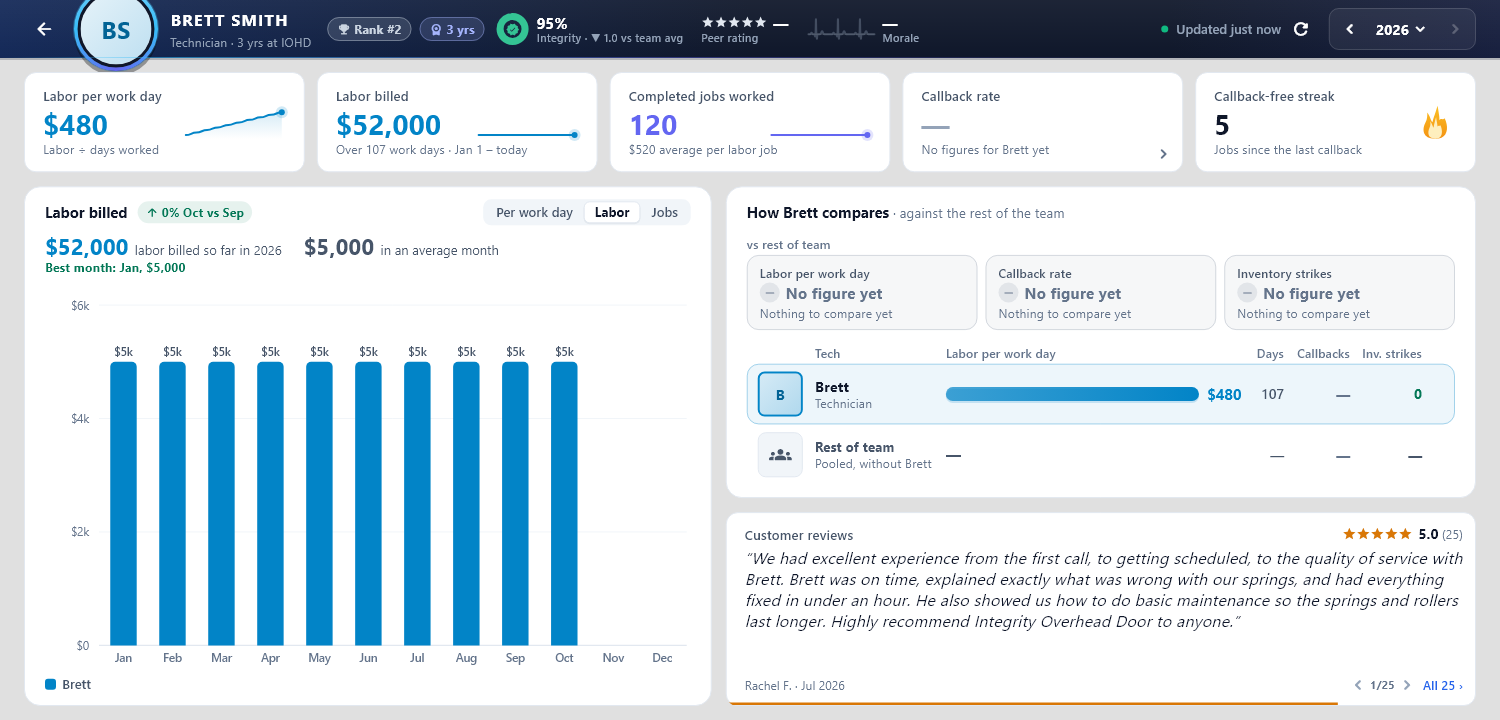 BS
BRETT SMITH
Technician · 3 yrs at IOHD
Rank #2
3 yrs
95%
Integrity · ▼ 1.0 vs team avg
★★★★★ —
Peer rating
—
Morale
Updated just now
2026
Labor per work day
$480
Labor ÷ days worked
Labor billed
$52,000
Over 107 work days · Jan 1 – today
Completed jobs worked
120
$520 average per labor job
Callback rate
—
No figures for Brett yet
Callback-free streak
5
Jobs since the last callback
Labor billed
↑ 0% Oct vs Sep
Per work day Labor Jobs
$52,000 labor billed so far in 2026 $5,000 in an average month
Best month: Jan, $5,000
$6k
$5k $5k $5k $5k $5k $5k $5k $5k $5k $5k
$4k
$2k
$0
Jan Feb Mar Apr May Jun Jul Aug Sep Oct Nov Dec
Brett
How Brett compares · against the rest of the team
vs rest of team
Labor per work day
– No figure yet
Nothing to compare yet
Callback rate
– No figure yet
Nothing to compare yet
Inventory strikes
– No figure yet
Nothing to compare yet
Tech Labor per work day Days Callbacks Inv. strikes
B
Brett
Technician
$480 107 — 0
Rest of team
Pooled, without Brett
— — — —
Customer reviews
★★★★★ 5.0 (25)
“We had excellent experience from the first call, to getting scheduled, to the quality of service with
Brett. Brett was on time, explained exactly what was wrong with our springs, and had everything
fixed in under an hour. He also showed us how to do basic maintenance so the springs and rollers
last longer. Highly recommend Integrity Overhead Door to anyone.”
Rachel F. · Jul 2026
1/25
All 25 ›